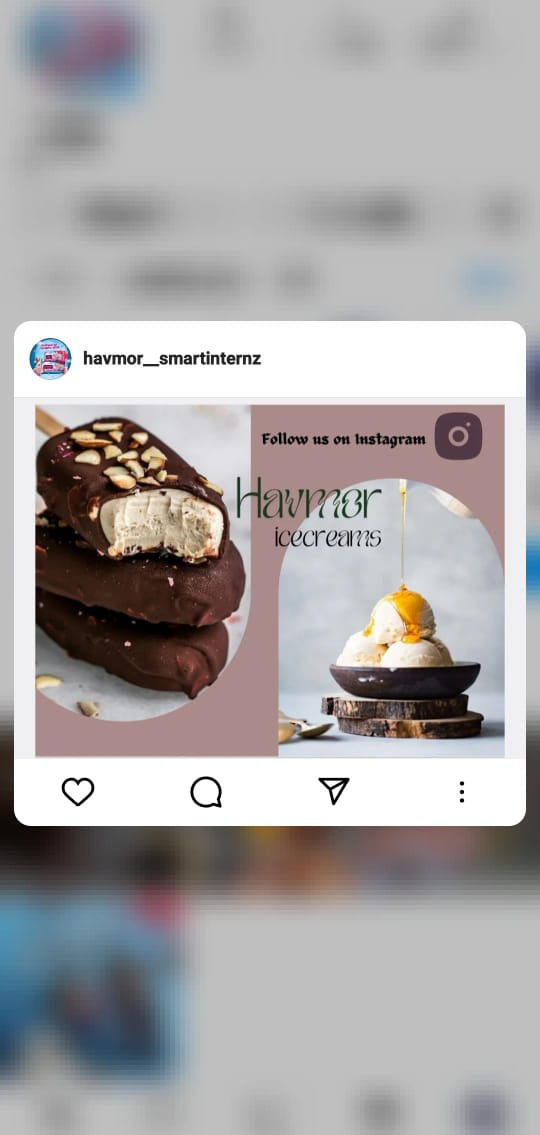 havmor__smartinternz
Follow us on Instagram
Havmor
icecreams